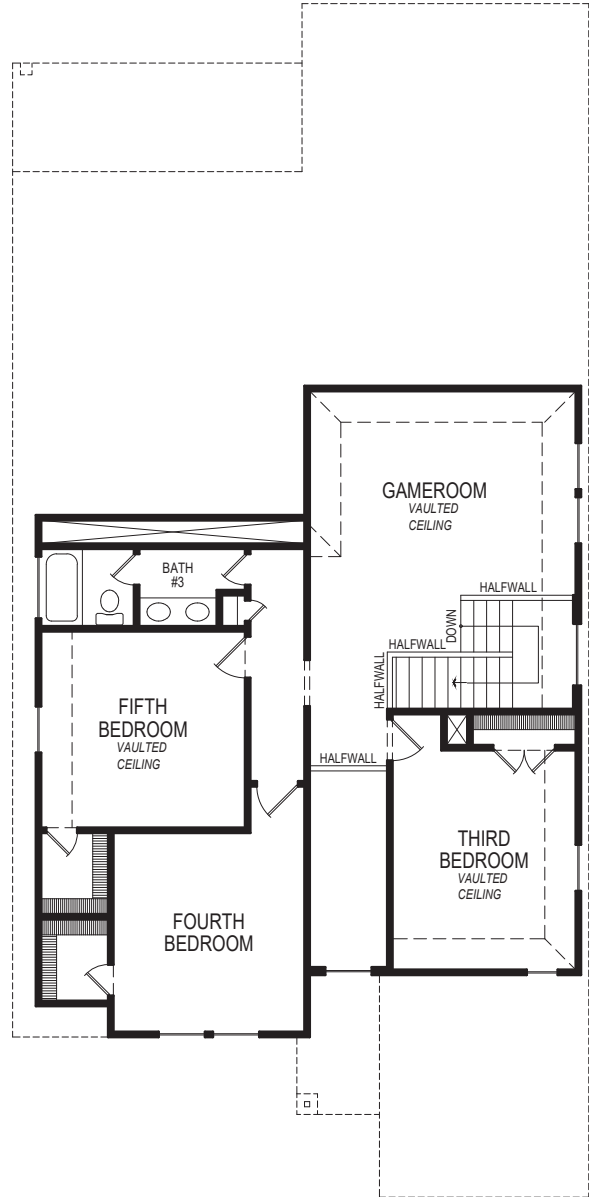 GAMEROOM
VAULTED
CEILING
BATH
#3
HALFWALL
DOWN
HALFWALL
HALFWALL
FIFTH
BEDROOM
VAULTED
CEILING
HALFWALL
THIRD
BEDROOM
VAULTED
CEILING
FOURTH
BEDROOM